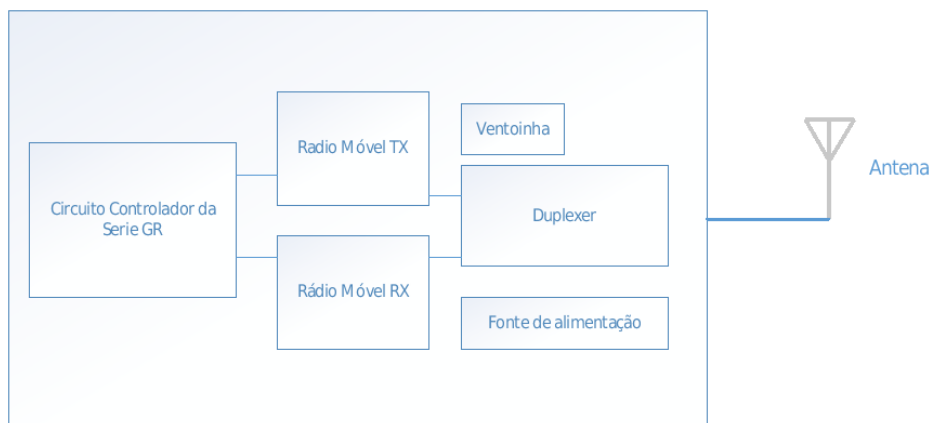 Radio Móvel TX
Ventoinha
Antena
Circuito Controlador da
Serie GR
Duplexer
Rádio Móvel RX
Fonte de alimentação